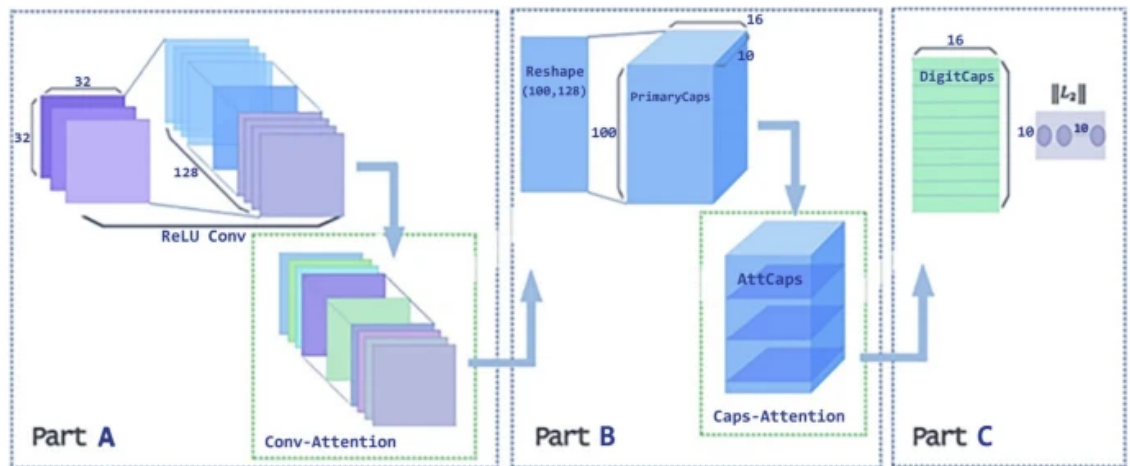 32
32
128
ReLU Conv
Conv-Attention
Part A
Reshape
(100,128)
16
10
100
PrimaryCaps
AttCaps
Caps-Attention
Part B
16
DigitCaps
10
‖L₂‖
10
Part C